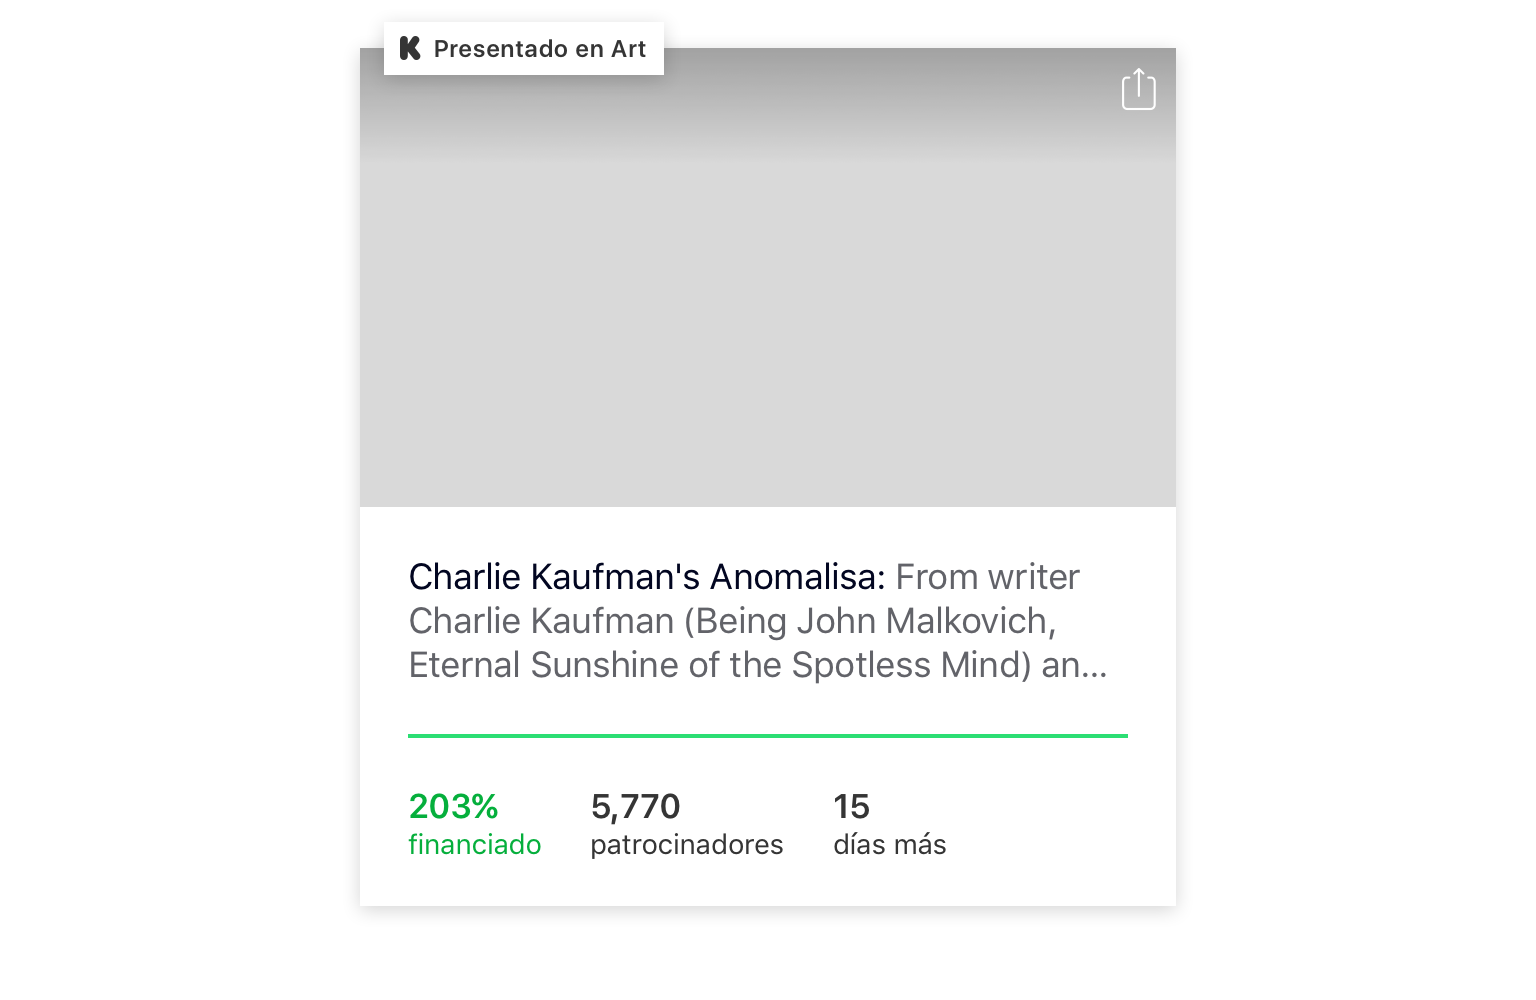 Presentado en Art
Charlie Kaufman's Anomalisa: From writer
Charlie Kaufman (Being John Malkovich,
Eternal Sunshine of the Spotless Mind) an...
203%
financiado
5,770
patrocinadores
15
días más